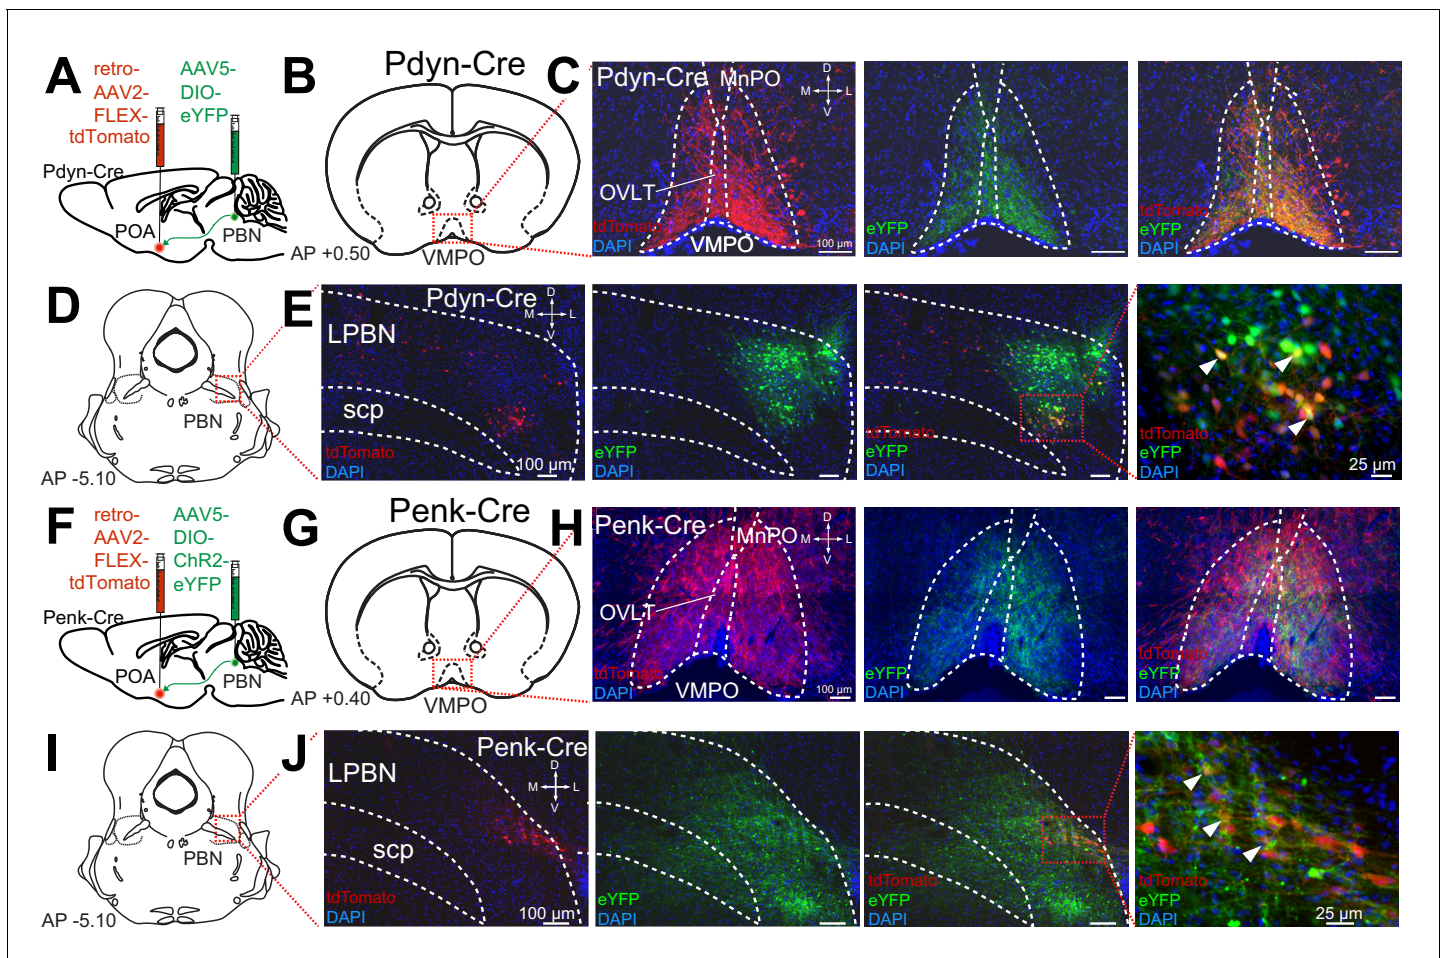 A
retro-
AAV2-
FLEX-
tdTomato
AAV5-
DIO-
eYFP
Pdyn-Cre
POA
PBN
B
Pdyn-Cre
AP +0.50
VMPO
C
Pdyn-Cre
MnPO
D
M
L
V
OVLT
tdTomato
DAPI
VMPO
100 µm
eYFP
DAPI
tdTomato
eYFP
DAPI
D
PBN
AP -5.10
E
Pdyn-Cre
D
M
L
V
LPBN
scp
tdTomato
DAPI
100 µm
eYFP
DAPI
tdTomato
eYFP
DAPI
tdTomato
eYFP
DAPI
25 µm
F
retro-
AAV2-
FLEX-
tdTomato
AAV5-
DIO-
ChR2-
eYFP
Penk-Cre
POA
PBN
G
Penk-Cre
AP +0.40
VMPO
H
Penk-Cre
MnPO
D
M
L
V
OVLT
tdTomato
DAPI
VMPO
100 µm
eYFP
DAPI
tdTomato
eYFP
DAPI
I
PBN
AP -5.10
J
Penk-Cre
D
M
L
V
LPBN
scp
tdTomato
DAPI
100 µm
eYFP
DAPI
tdTomato
eYFP
DAPI
tdTomato
eYFP
DAPI
25 µm